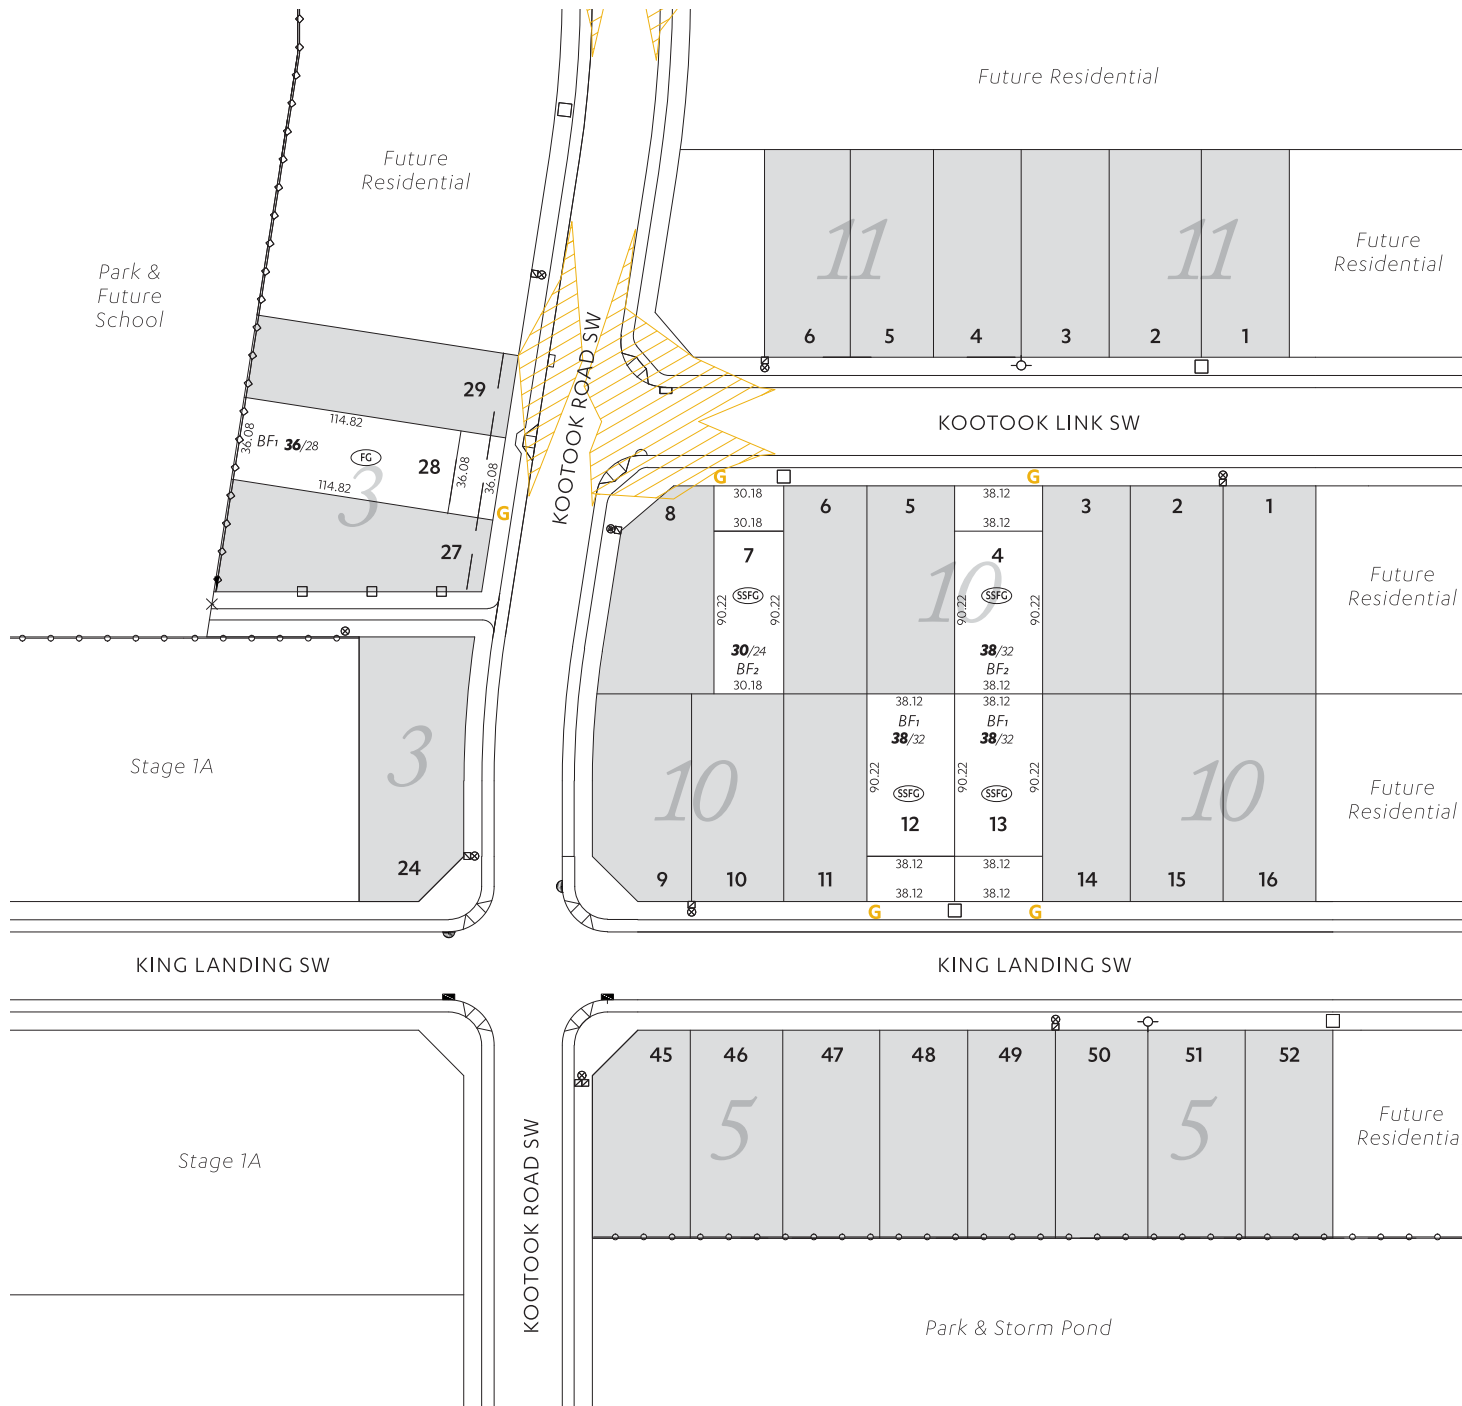 Future Residential
Future
Residential
Park &
Future
School
11
11
Future
Residential
6
5
4
3
2
1
KOOTOOK ROAD SW
KOOTOOK LINK SW
29
114.82
36.08
BF1 36/28
FG
28
36.08
36.08
114.82
3
G
27
G
G
8
30.18
30.18
7
SSFG
90.22
90.22
30/24
BF2
30.18
6
5
10
38.12
38.12
4
SSFG
90.22
90.22
38/32
BF2
38.12
3
2
1
Future
Residential
Stage 1A
3
24
10
9
10
11
38.12
BF1
38/32
90.22
SSFG
12
38.12
38.12
38.12
BF1
38/32
90.22
90.22
SSFG
13
38.12
38.12
10
14
15
16
Future
Residential
G
G
KING LANDING SW
KING LANDING SW
45
46
47
48
49
50
51
52
5
5
Future
Residentia
Stage 1A
KOOTOOK ROAD SW
Park & Storm Pond